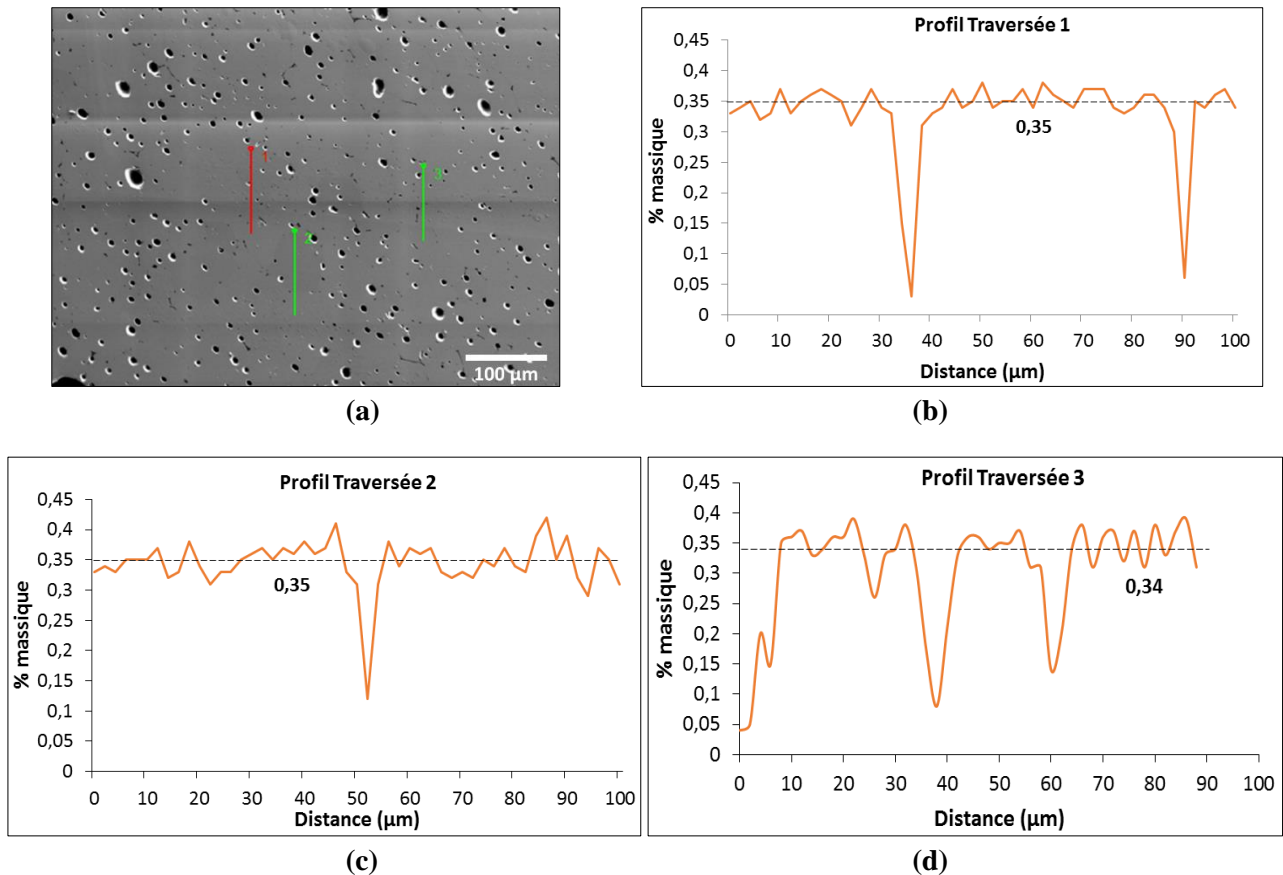 1
3
2
100 µm
(a)
Profil Traversée 1
0,45
0,4
0,35
0,3
0,25
0,2
0,15
0,1
0,05
0
% massique
0,35
0 10 20 30 40 50 60 70 80 90 100
Distance (µm)
(b)
Profil Traversée 2
0,45
0,4
0,35
0,3
0,25
0,2
0,15
0,1
0,05
0
% massique
0,35
0 10 20 30 40 50 60 70 80 90 100
Distance (µm)
(c)
Profil Traversée 3
0,45
0,4
0,35
0,3
0,25
0,2
0,15
0,1
0,05
0
% massique
0,34
0 10 20 30 40 50 60 70 80 90 100
Distance (µm)
(d)